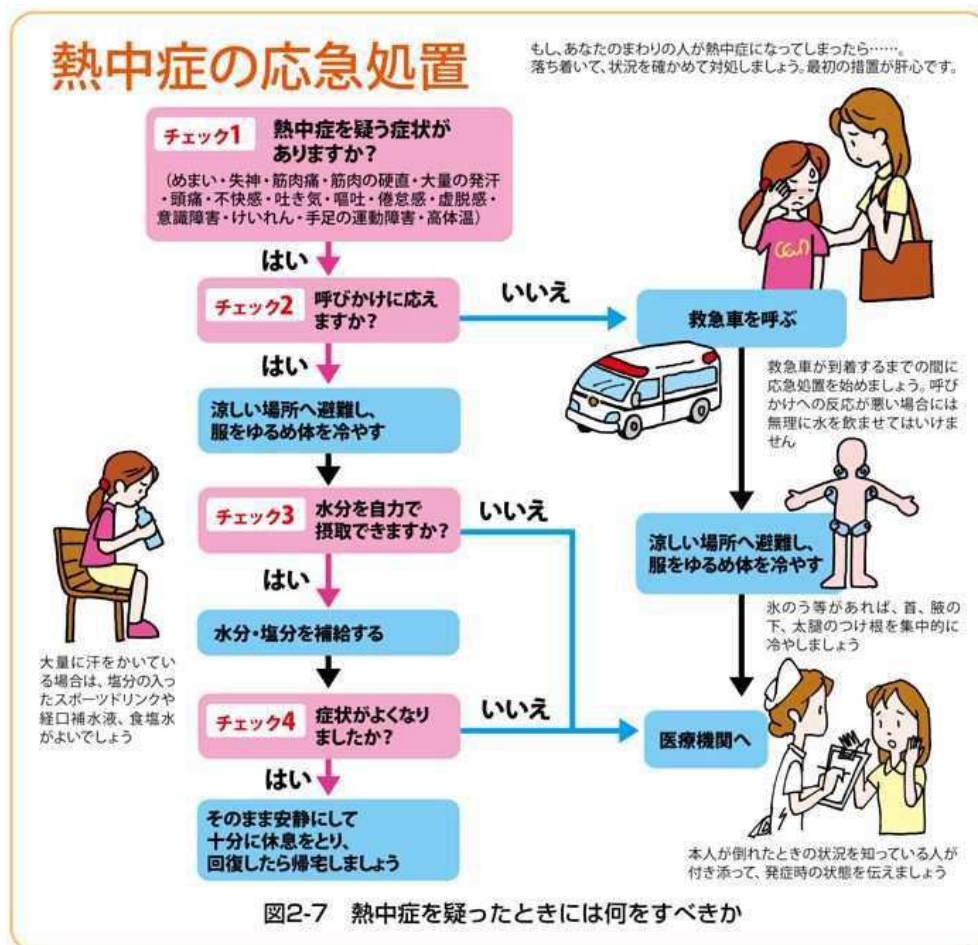 熱中症の応急処置
もし、あなたのまわりの人が熱中症になってしまったら……。
落ち着いて、状況を確かめて対処しましょう。最初の措置が肝心です。
チェック1
熱中症を疑う症状が
ありますか?
(めまい・失神・筋肉痛・筋肉の硬直・大量の発汗
・頭痛・不快感・吐き気・嘔吐・倦怠感・虚脱感・
意識障害・けいれん・手足の運動障害・高体温)
はい
チェック2
呼びかけに応え
ますか?
いいえ
救急車を呼ぶ
はい
救急車が到着するまでの間に
応急処置を始めましょう。呼び
かけへの反応が悪い場合には
無理に水を飲ませてはいけま
せん
涼しい場所へ避難し、
服をゆるめ体を冷やす
チェック3
水分を自力で
摂取できますか?
いいえ
涼しい場所へ避難し、
服をゆるめ体を冷やす
はい
氷のう等があれば、首、腋の
下、太腿のつけ根を集中的に
冷やしましょう
水分・塩分を補給する
大量に汗をかいてい
る場合は、塩分の入っ
たスポーツドリンクや
経口補水液、食塩水
がよいでしょう
チェック4
症状がよくなり
ましたか?
いいえ
医療機関へ
はい
そのまま安静にして
十分に休息をとり、
回復したら帰宅しましょう
本人が倒れたときの状況を知っている人が
付き添って、発症時の状態を伝えましょう
図2-7 熱中症を疑ったときには何をすべきか